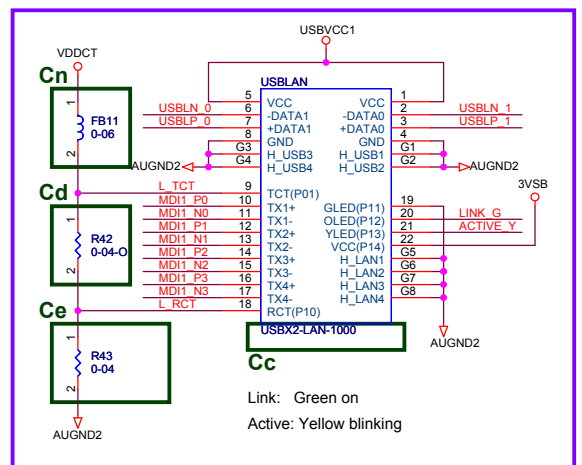 USBVCC1
VDDCT
Cn
1
FB11
0-06
2
USBLAN
5 VCC VCC 1
USBLN_0 6 -DATA1 -DATA0 2 USBLN_1
USBLP_0 7 +DATA1 +DATA0 3 USBLP_1
8 GND GND 4
G3 H_USB3 H_USB1 G1
AUGND2 G4 H_USB4 H_USB2 G2 AUGND2
3VSB
L_TCT 9 TCT(P01)
MDI1_P0 10 TX1+ GLED(P11) 19
MDI1_N0 11 TX1- OLED(P12) 20 LINK_G
MDI1_P1 12 TX2+ YLED(P13) 21 ACTIVE_Y
MDI1_N1 13 TX2- VCC(P14) 22
MDI1_P2 14 TX3+ H_LAN1 G5
MDI1_N2 15 TX3- H_LAN2 G6
MDI1_P3 16 TX4+ H_LAN3 G7
MDI1_N3 17 TX4- H_LAN4 G8
L_RCT 18 RCT(P10)
USBX2-LAN-1000
AUGND2
Cd
1
R42
0-04-O
2
Ce
1
R43
0-04
2
AUGND2
Cc
Link: Green on
Active: Yellow blinking